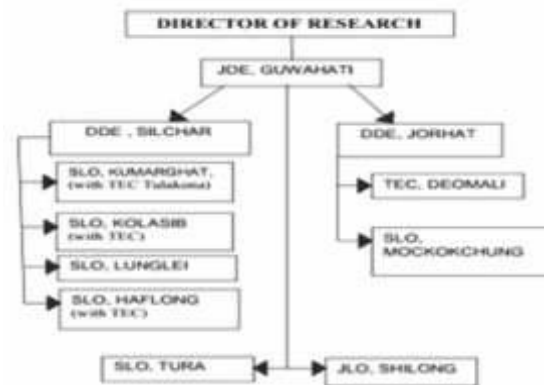 DIRECTOR OF RESEARCH
JDE, GUWAHATI
DDE , SILCHAR
DDE, JORHAT
SLO, KUMARGHAT,
(with TEC Tulakona)
TEC, DEOMALI
SLO, KOLASIB
(with TEC)
SLO,
MOCKOKCHUNG
SLO, LUNGLEI
SLO, HAFLONG
(with TEC)
SLO, TURA
JLO, SHILONG